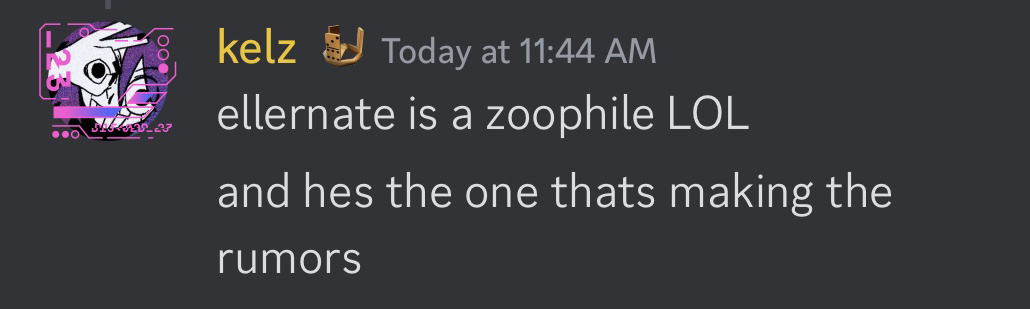 kelz Today at 11:44 AM
ellernate is a zoophile LOL
and hes the one thats making the
rumors